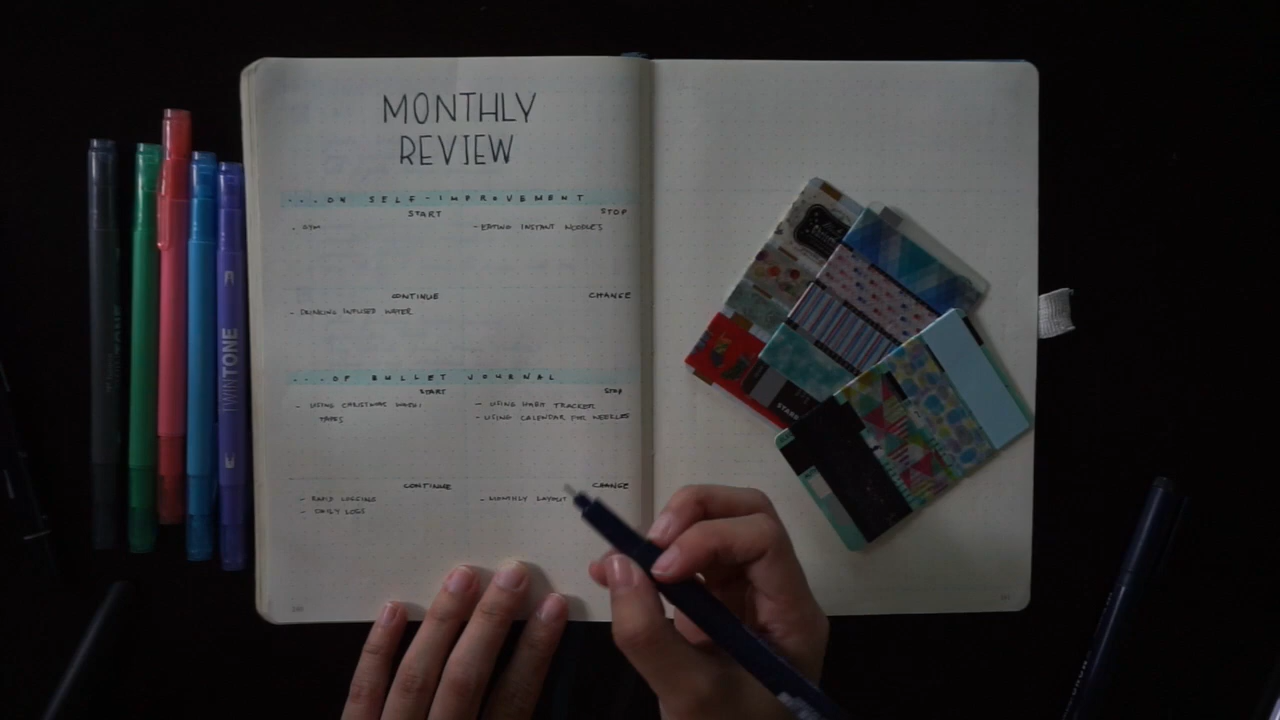 MONTHLY
REVIEW
...ON SELF-IMPROVEMENT
START
STOP
. GYM
- EATING INSTANT NOODLES
CONTINUE
CHANGE
- DRINKING INFUSED WATER
...OF BULLET JOURNAL
START
STOP
- USING CHRISTMAS WASHI
TAPES
- USING HABIT TRACKER
- USING CALENDAR FOR NEEDLES
CONTINUE
CHANGE
- RAPID LOGGING
- DAILY LOGS
- MONTHLY LAYOUT
TWINTONE
STARS